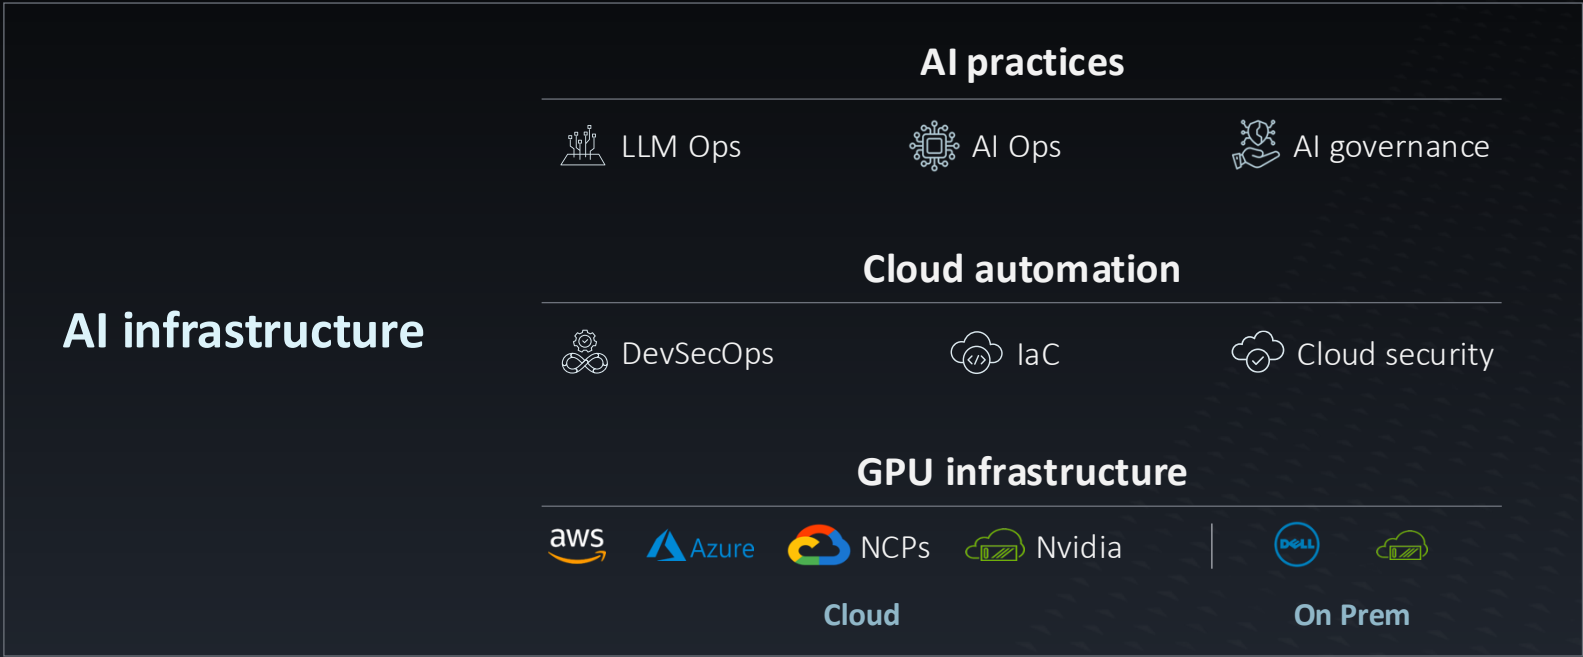 AI practices
LLM Ops
AI Ops
AI governance
Cloud automation
AI infrastructure
DevSecOps
IaC
Cloud security
GPU infrastructure
aws
Azure
NCPs
Nvidia
DELL
Cloud
On Prem